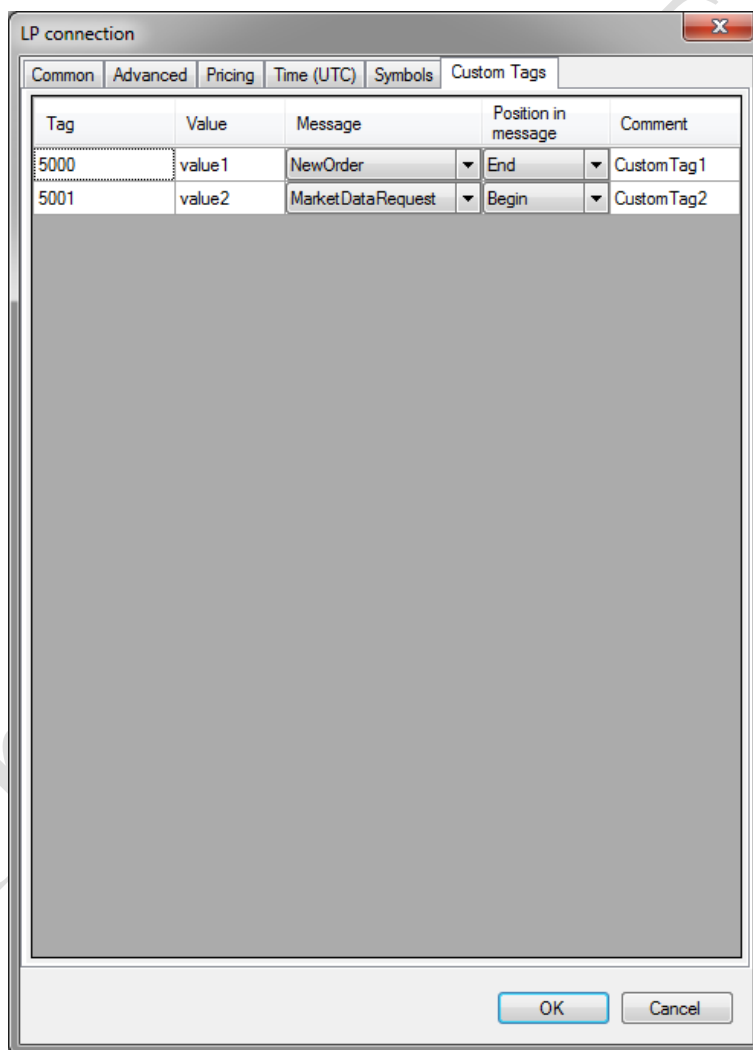 LP connection
Common Advanced Pricing Time (UTC) Symbols Custom Tags
Tag Value Message Position in message Comment
5000 value1 NewOrder End CustomTag1
5001 value2 MarketDataRequest Begin CustomTag2
OK Cancel